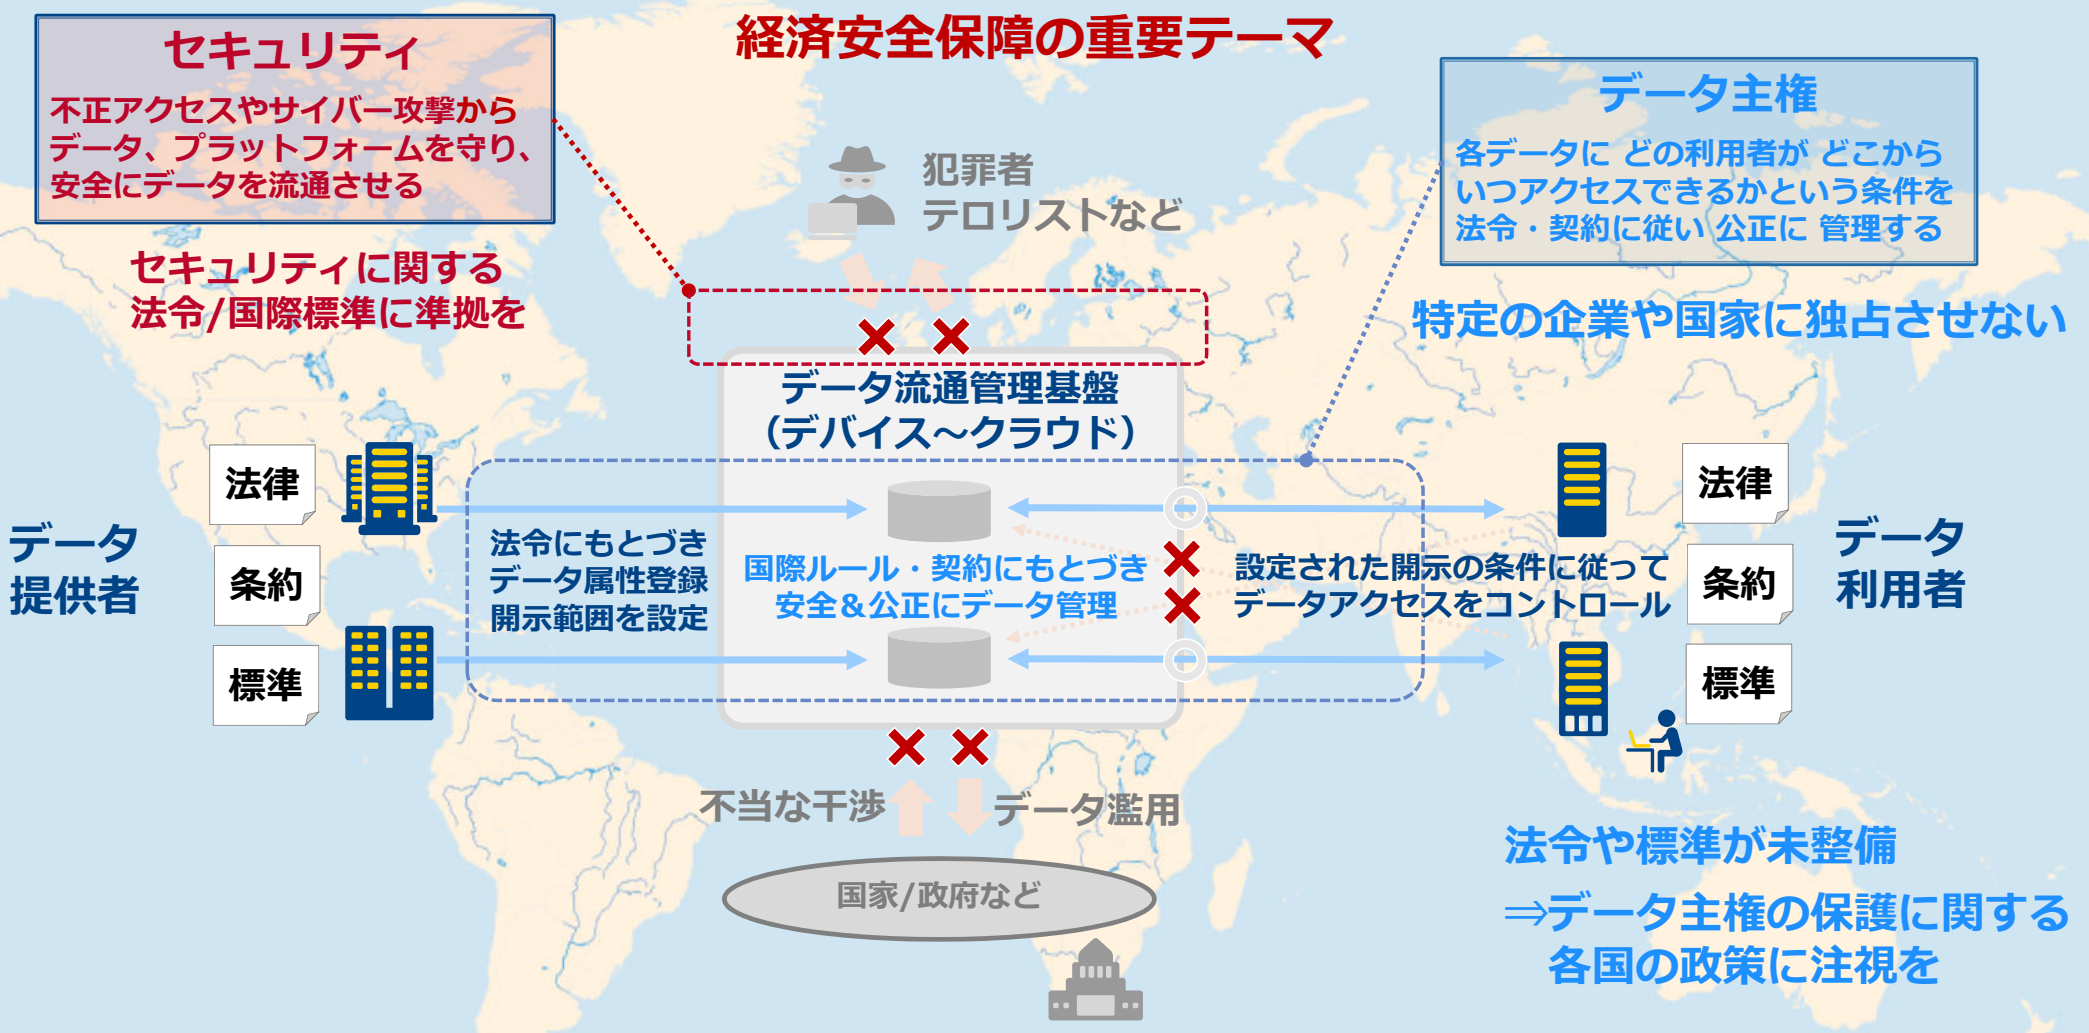 経済安全保障の重要テーマ
セキュリティ
不正アクセスやサイバー攻撃から
データ、プラットフォームを守り、
安全にデータを流通させる
セキュリティに関する
法令/国際標準に準拠を
犯罪者
テロリストなど
データ主権
各データに どの利用者が どこから
いつアクセスできるかという条件を
法令・契約に従い 公正に 管理する
特定の企業や国家に独占させない
データ流通管理基盤
（デバイス～クラウド）
データ
提供者
法律
条約
標準
法令にもとづき
データ属性登録
開示範囲を設定
国際ルール・契約にもとづき
安全＆公正にデータ管理
設定された開示の条件に従って
データアクセスをコントロール
法律
条約
標準
データ
利用者
不当な干渉
データ濫用
国家/政府など
法令や標準が未整備
⇒データ主権の保護に関する
各国の政策に注視を